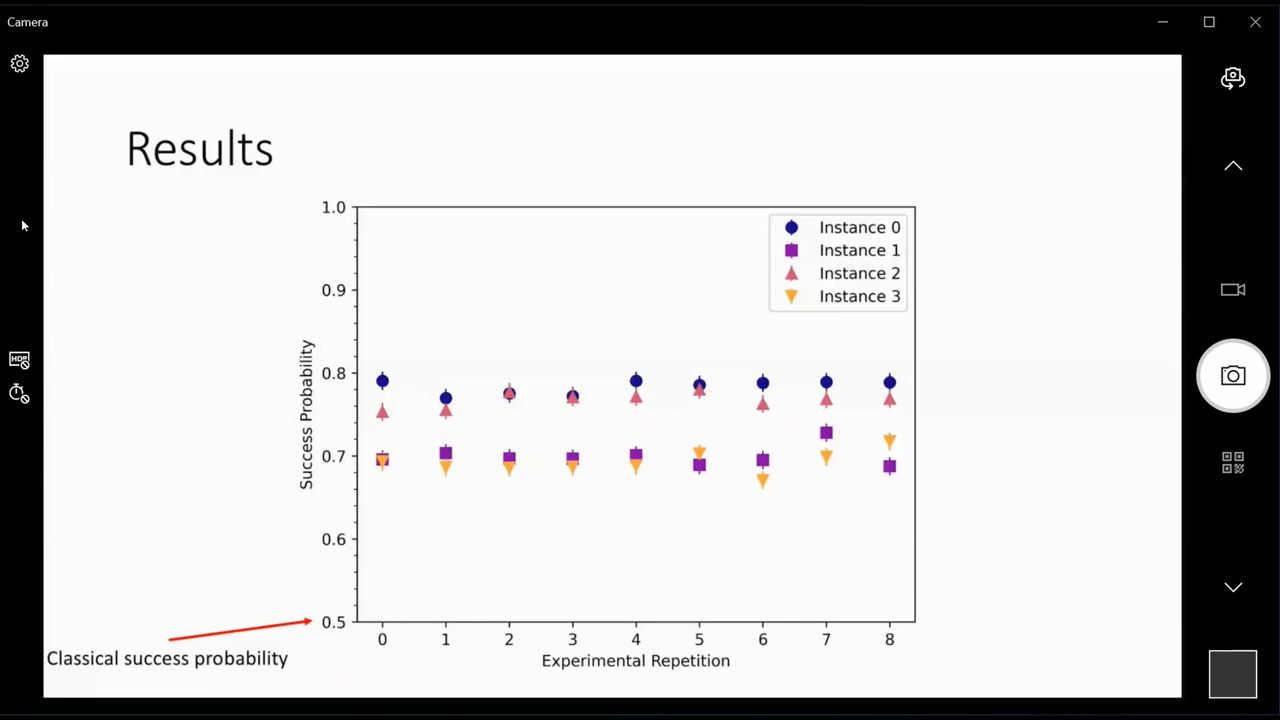 Camera
Results
1.0
0.9
0.8
0.7
0.6
0.5
Success Probability
Instance 0
Instance 1
Instance 2
Instance 3
0 1 2 3 4 5 6 7 8
Experimental Repetition
Classical success probability
HDR